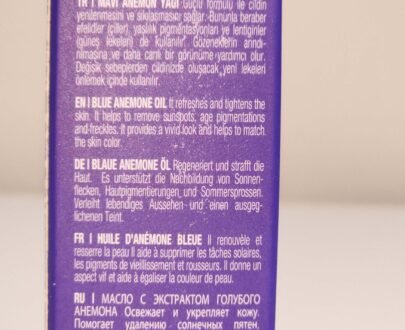 TR | MAVİ ANEMON YAĞI Güçlü formülü ile cildin
yenilenmesini ve sıkılaşmasını sağlar. Bununla beraber
efelidler (çiller), yaşlılık pigmentasyonları ve lentiginler
(güneş lekeleri) de kullanılır. Gözeneklerin arındı-
rılmasına ve daha canlı bir görünüme yardımcı olur.
Değişik sebeplerden cildinizde oluşacak yeni lekeleri
önlemek içinde kullanılır.
EN | BLUE ANEMONE OIL It refreshes and tightens the
skin. It helps to remove sunspots, age pigmentations
and freckles. It provides a vivid look and helps to match
the skin color.
DE | BLAUE ANEMONE ÖL Regeneriert und strafft die
Haut. Es unterstützt die Nachbildung von Sonnen-
flecken, Hautpigmentierungen und Sommersprossen.
Verleiht lebendiges Aussehen und einen ausgeg-
lichenen Teint.
FR | HUILE D'ANÉMONE BLEUE Il renouvèle et
resserre la peau Il aide à supprimer les tâches solaires,
les pigments de vieillissement et rousseurs. Il donne un
aspect vif et aide à égaliser la couleur de peau.
RU | МАСЛО С ЭКСТРАКТОМ ГОЛУБОГО
АНЕМОНА Освежает и укрепляет кожу.
Помогает удалению солнечных пятен,